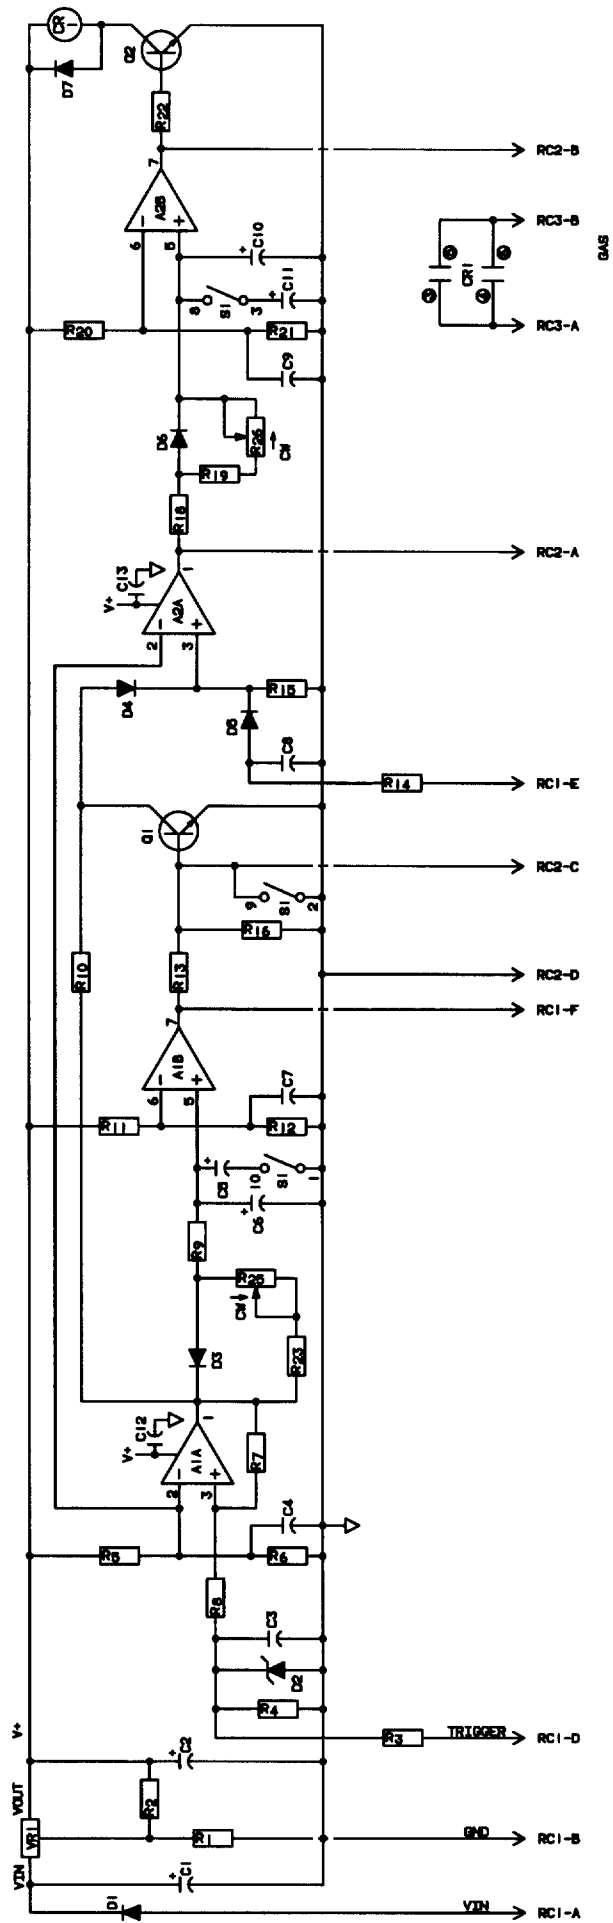 CR
D7
Q2
R22
7
A2B
6
5
RC2-B
RC3-B
GAS
C10
C11
8
S1
3
R20
R21
C9
5
6
CR1
3
4
RC3-A
D6
R26
CW
R19
R18
RC2-A
1
C13
V+
A2A
2
3
D4
R15
D5
C8
R14
RC1-E
Q1
RC2-C
9
S1
2
R16
R10
R13
RC2-D
RC1-F
7
A1B
6
5
C7
R11
R12
C5
10
S1
1
C6
R9
R25
CW
D3
R23
1
C12
V+
A1A
2
3
R7
C4
R5
R6
R8
C3
D2
R4
R3
TRIGGER
RC1-D
V+
C2
VOUT
R2
VR1
R1
GND
RC1-B
VIN
C1
D1
VIN
RC1-A